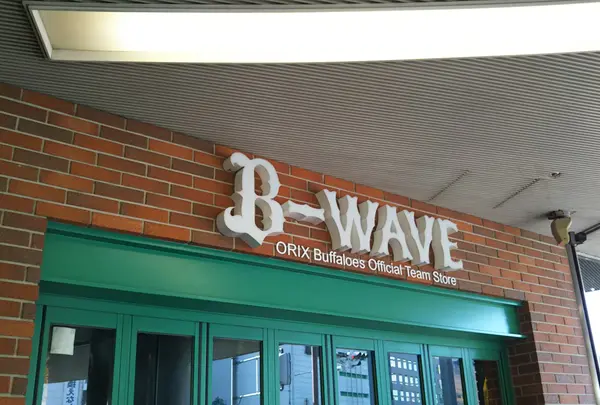 B-WAVE
ORIX Buffaloes Official Team Store